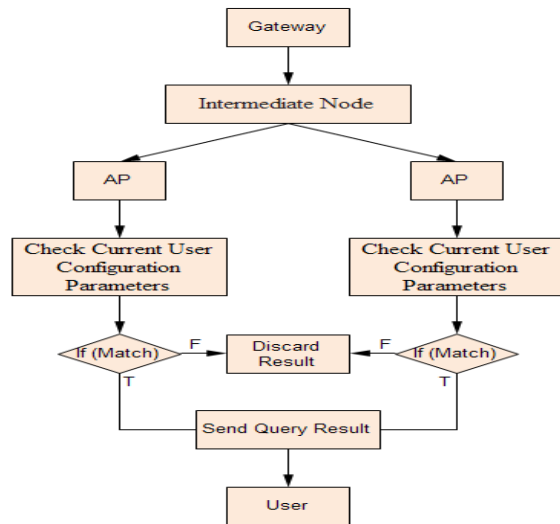 Gateway
Intermediate Node
AP
AP
Check Current User
Configuration
Parameters
Check Current User
Configuration
Parameters
If (Match)
F
Discard
Result
F
If (Match)
T
T
Send Query Result
User